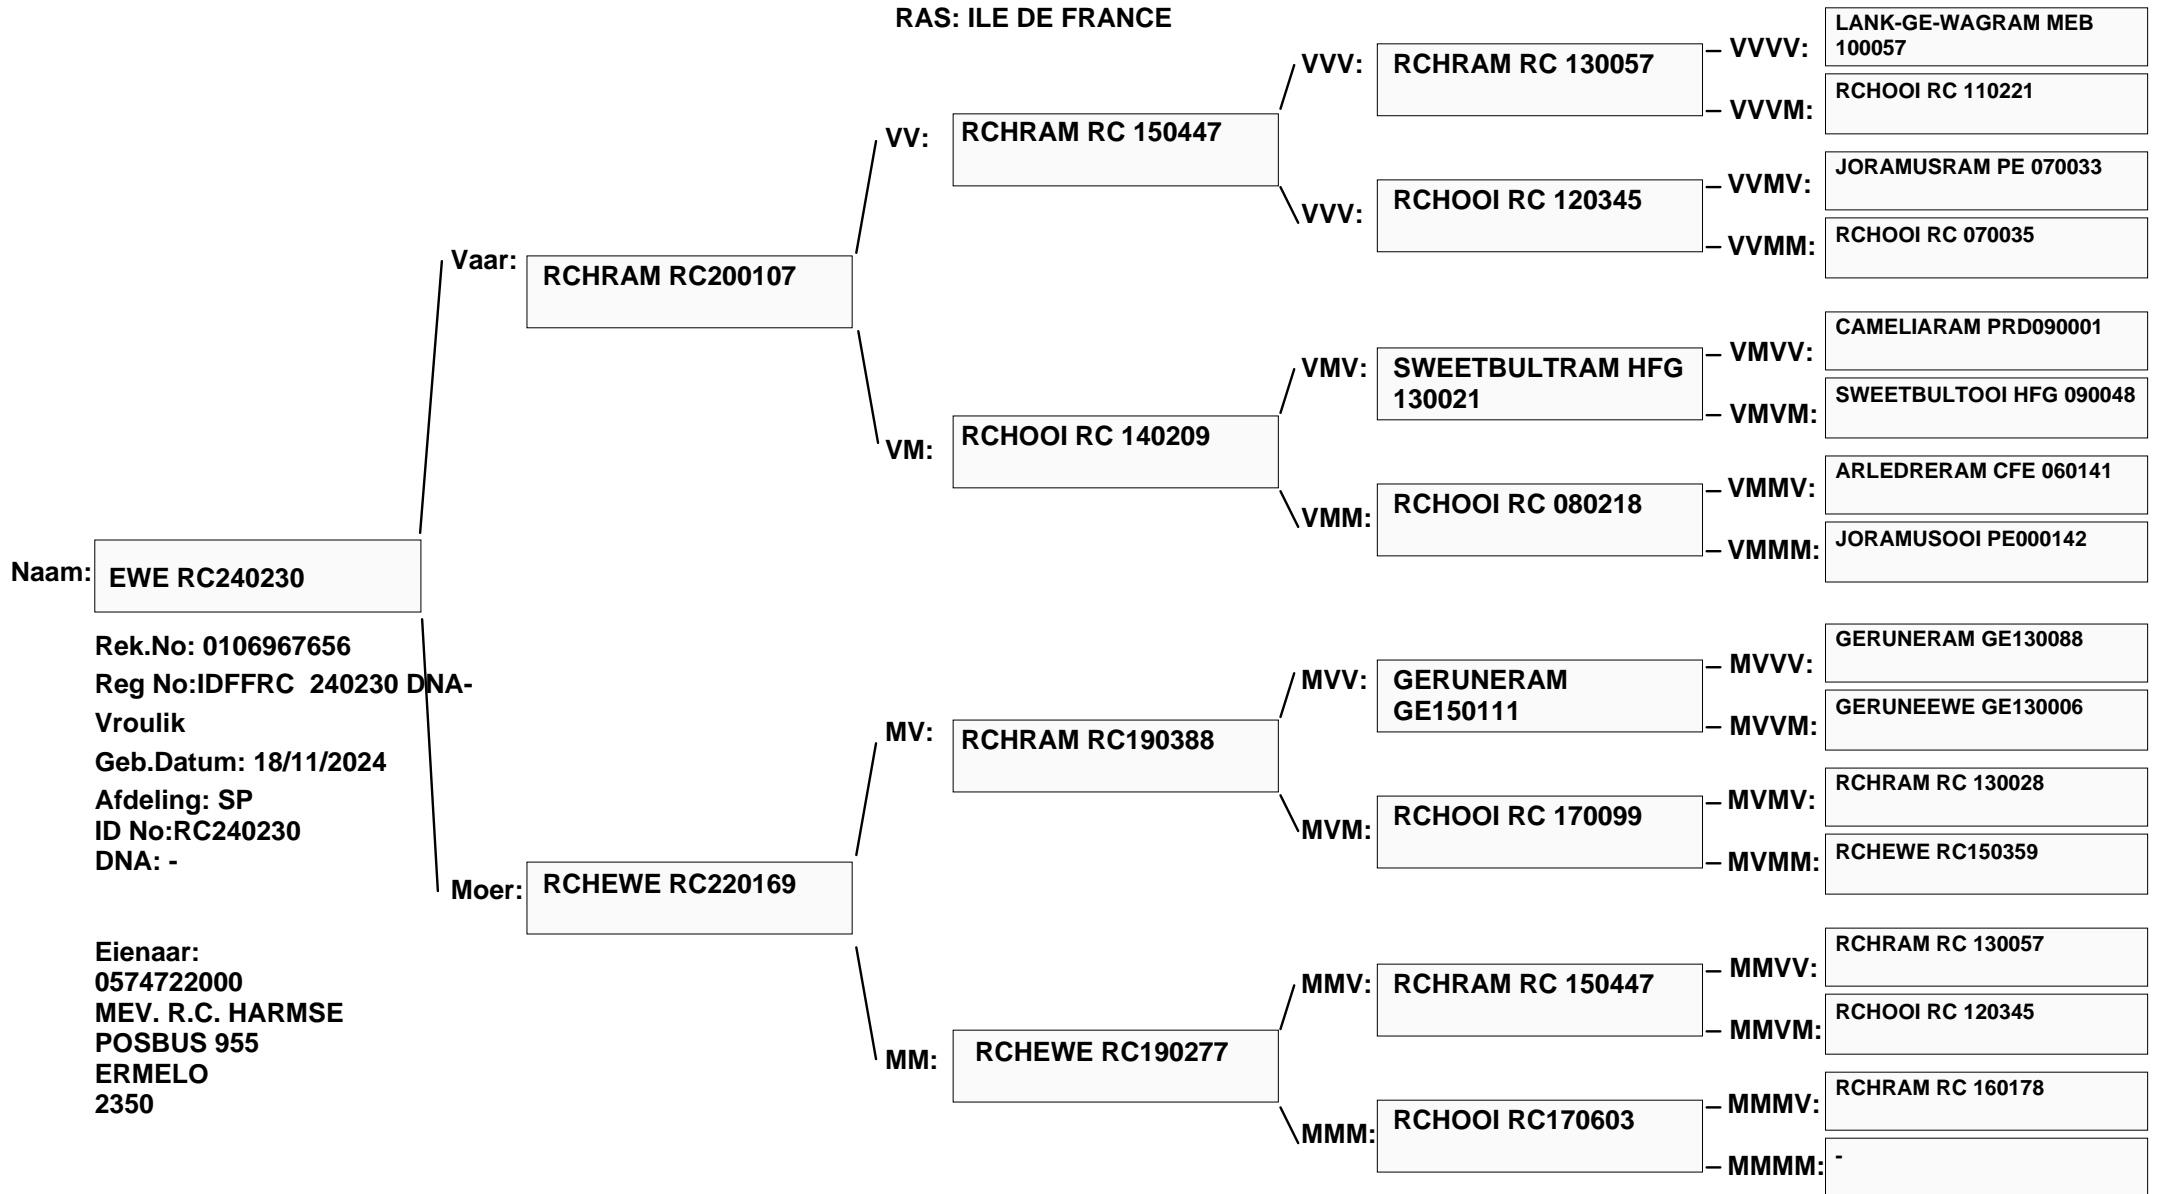 RAS: ILE DE FRANCE
Naam:
EWE RC240230
Rek.No: 0106967656
Reg No:IDFFRC  240230 DNA-
Vroulik
Geb.Datum: 18/11/2024
Afdeling: SP
ID No:RC240230
DNA: -
Eienaar:
0574722000
MEV. R.C. HARMSE
POSBUS 955
ERMELO
2350
Vaar:
RCHRAM RC200107
Moer:
RCHEWE RC220169
VV:
RCHRAM RC 150447
VM:
RCHOOI RC 140209
MV:
RCHRAM RC190388
MM:
RCHEWE RC190277
VVV:
RCHRAM RC 130057
VVV:
RCHOOI RC 120345
VMV:
SWEETBULTRAM HFG
130021
VMM:
RCHOOI RC 080218
MVV:
GERUNERAM
GE150111
MVM:
RCHOOI RC 170099
MMV:
RCHRAM RC 150447
MMM:
RCHOOI RC170603
VVVV:
LANK-GE-WAGRAM MEB
100057
VVVM:
RCHOOI RC 110221
VVMV:
JORAMUSRAM PE 070033
VVMM:
RCHOOI RC 070035
VMVV:
CAMELIARAM PRD090001
VMVM:
SWEETBULTOOI HFG 090048
VMMV:
ARLEDRERAM CFE 060141
VMMM:
JORAMUSOOI PE000142
MVVV:
GERUNERAM GE130088
MVVM:
GERUNEEWE GE130006
MVMV:
RCHRAM RC 130028
MVMM:
RCHEWE RC150359
MMVV:
RCHRAM RC 130057
MMVM:
RCHOOI RC 120345
MMMV:
RCHRAM RC 160178
MMMM:
-